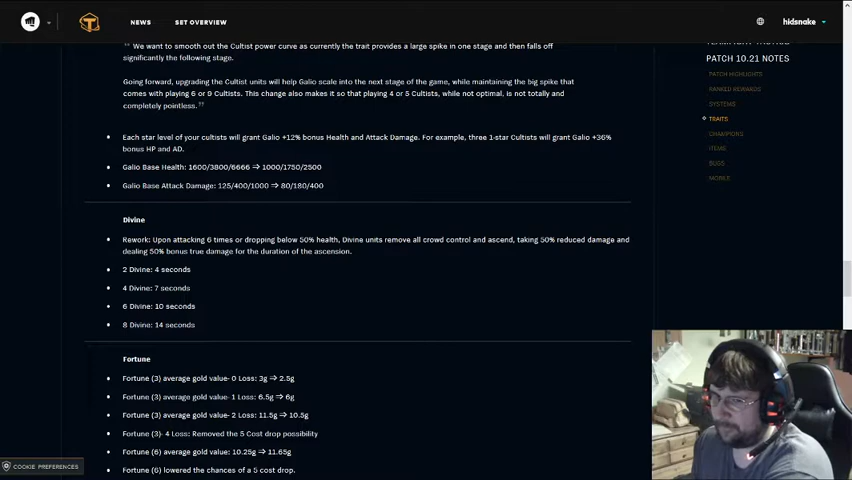 NEWS
SET OVERVIEW
hidsnake
We want to smooth out the Cultist power curve as currently the trait provides a large spike in one stage and then falls off
significantly the following stage.
Going forward, upgrading the Cultist units will help Galio scale into the next stage of the game, while maintaining the big spike that
comes with playing 6 or 9 Cultists. This change also makes it so that playing 4 or 5 Cultists, while not optimal, is not totally and
completely pointless. ”
• Each star level of your cultists will grant Galio +12% bonus Health and Attack Damage. For example, three 1-star Cultists will grant Galio +36%
bonus HP and AD.
• Galio Base Health: 1600/3800/6666 ⇒ 1000/1750/2500
• Galio Base Attack Damage: 125/400/1000 ⇒ 80/180/400
Divine
• Rework: Upon attacking 6 times or dropping below 50% health, Divine units remove all crowd control and ascend, taking 50% reduced damage and
dealing 50% bonus true damage for the duration of the ascension.
• 2 Divine: 4 seconds
• 4 Divine: 7 seconds
• 6 Divine: 10 seconds
• 8 Divine: 14 seconds
Fortune
• Fortune (3) average gold value- 0 Loss: 3g ⇒ 2.5g
• Fortune (3) average gold value- 1 Loss: 6.5g ⇒ 6g
• Fortune (3) average gold value- 2 Loss: 11.5g ⇒ 10.5g
• Fortune (3)- 4 Loss: Removed the 5 Cost drop possibility
• Fortune (6) average gold value: 10.25g ⇒ 11.65g
• Fortune (6) lowered the chances of a 5 cost drop.
PATCH 10.21 NOTES
PATCH HIGHLIGHTS
RANKED REWARDS
SYSTEMS
TRAITS
CHAMPIONS
ITEMS
BUGS
MOBILE
COOKIE PREFERENCES